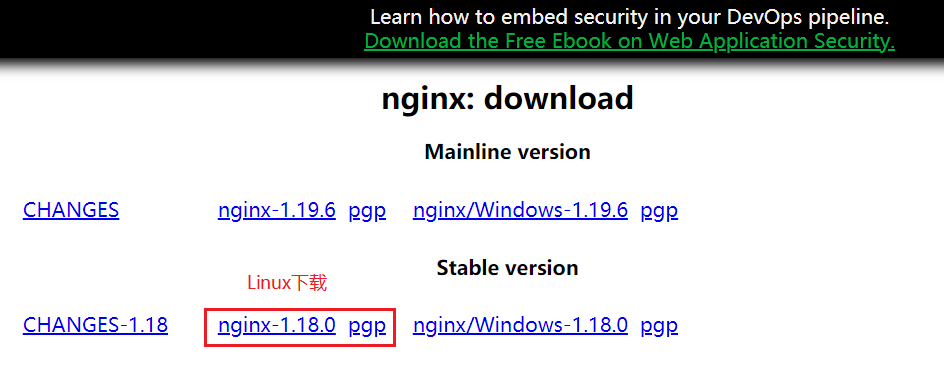 Learn how to embed security in your DevOps pipeline.
Download the Free Ebook on Web Application Security.
nginx: download
Mainline version
CHANGES nginx-1.19.6 pgp nginx/Windows-1.19.6 pgp
Stable version
Linux下载
CHANGES-1.18 nginx-1.18.0 pgp nginx/Windows-1.18.0 pgp